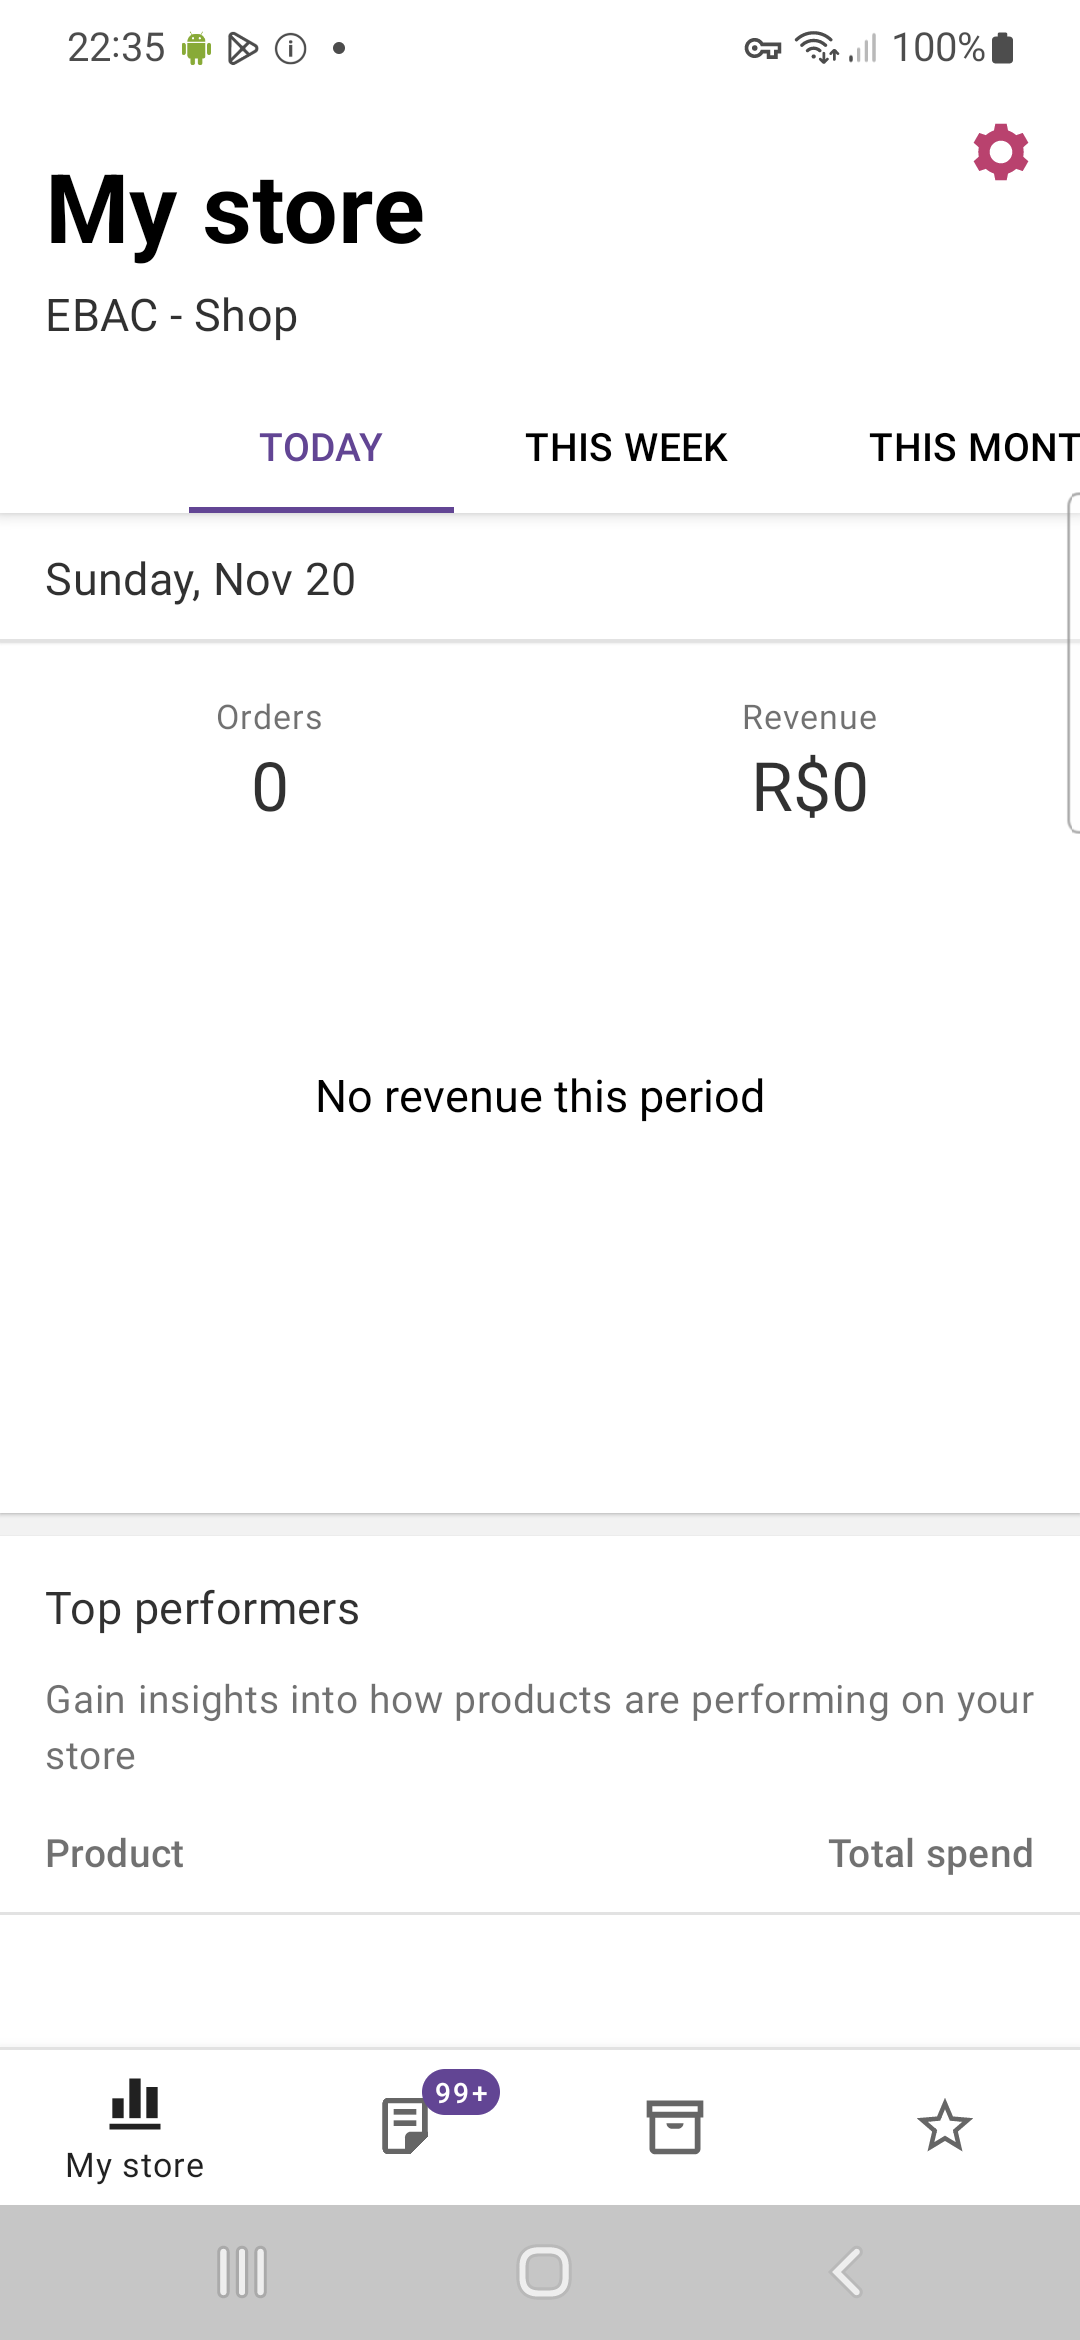 22:35
100%
My store
EBAC - Shop
TODAY THIS WEEK THIS MONT
Sunday, Nov 20
Orders Revenue
0 R$0
No revenue this period
Top performers
Gain insights into how products are performing on your
store
Product Total spend
99+
My store